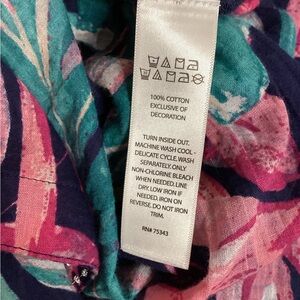 100% COTTON
EXCLUSIVE OF
DECORATION
TURN INSIDE OUT.
MACHINE WASH COOL -
DELICATE CYCLE. WASH
SEPARATELY. ONLY
NON-CHLORINE BLEACH
WHEN NEEDED. LINE
DRY. LOW IRON IF
NEEDED. IRON ON
REVERSE. DO NOT IRON
TRIM.
RN# 75343